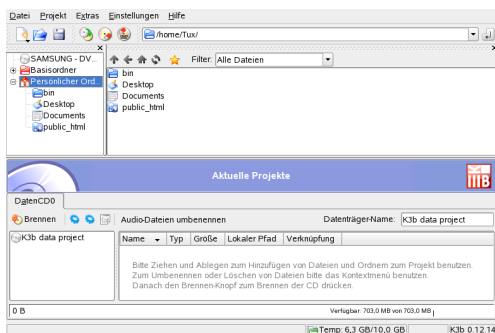 Datei Projekt Extras Einstellungen Hilfe
/home/Tux/
SAMSUNG - DV...
Basisordner
Persönlicher Ord...
bin
Desktop
Documents
public_html
Filter: Alle Dateien
bin
Desktop
Documents
public_html
Aktuelle Projekte
DatenCD0
Brennen
Audio-Dateien umbenennen
Datenträger-Name: K3b data project
K3b data project
Name Typ Größe Lokaler Pfad Verknüpfung
Bitte Ziehen und Ablegen zum Hinzufügen von Dateien und Ordnern zum Projekt benutzen.
Zum Umbenennen oder Löschen von Dateien bitte das Kontextmenü benutzen.
Danach den Brennen-Knopf zum Brennen der CD drücken.
0 B
Verfügbar: 703,0 MB von 703,0 MB
Temp: 6,3 GB/10,0 GB
K3b 0.12.14